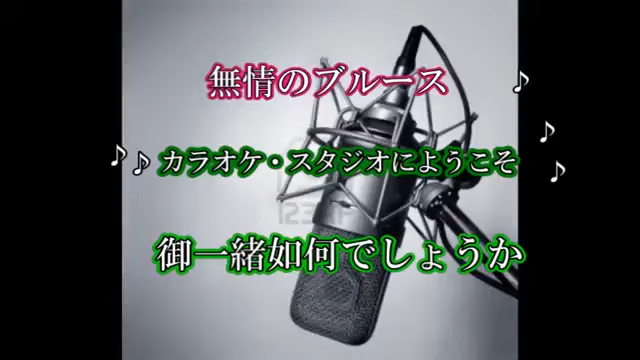 無情のブルース
カラオケ・スタジオにようこそ
御一緒如何でしょうか